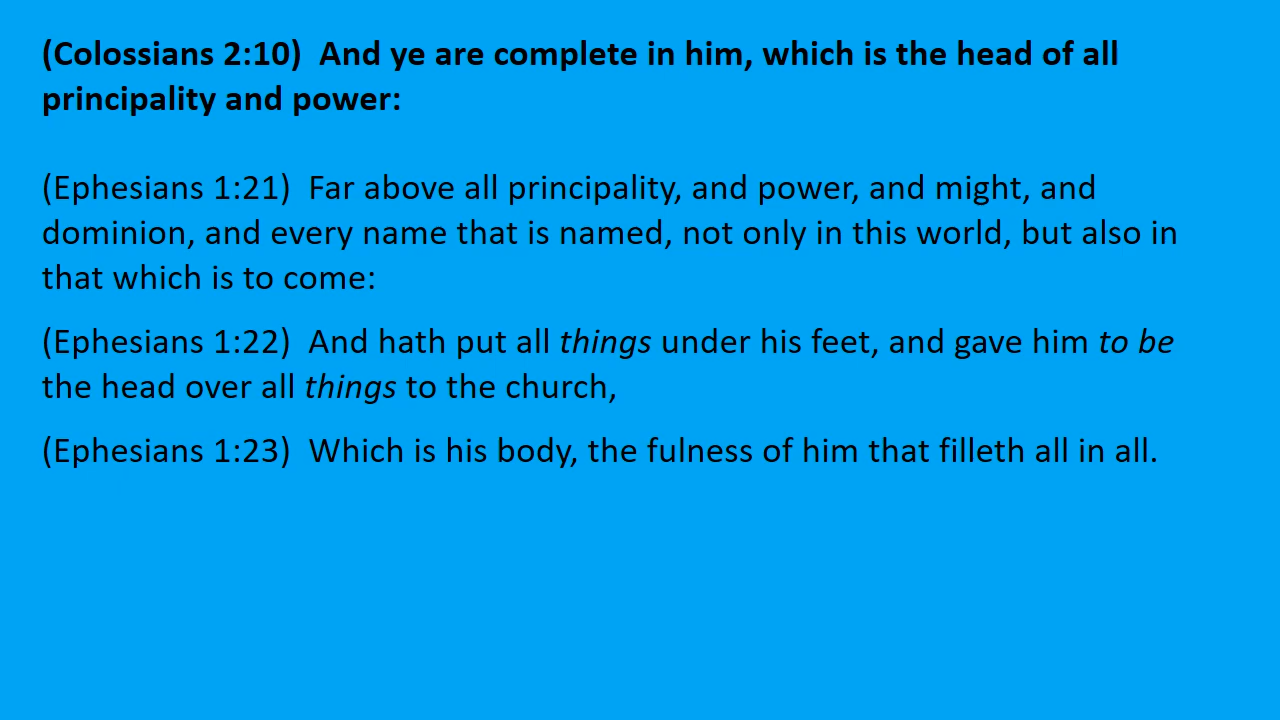 (Colossians 2:10)  And ye are complete in him, which is the head of all
principality and power:
(Ephesians 1:21)  Far above all principality, and power, and might, and
dominion, and every name that is named, not only in this world, but also in
that which is to come:
(Ephesians 1:22)  And hath put all things under his feet, and gave him to be
the head over all things to the church,
(Ephesians 1:23)  Which is his body, the fulness of him that filleth all in all.